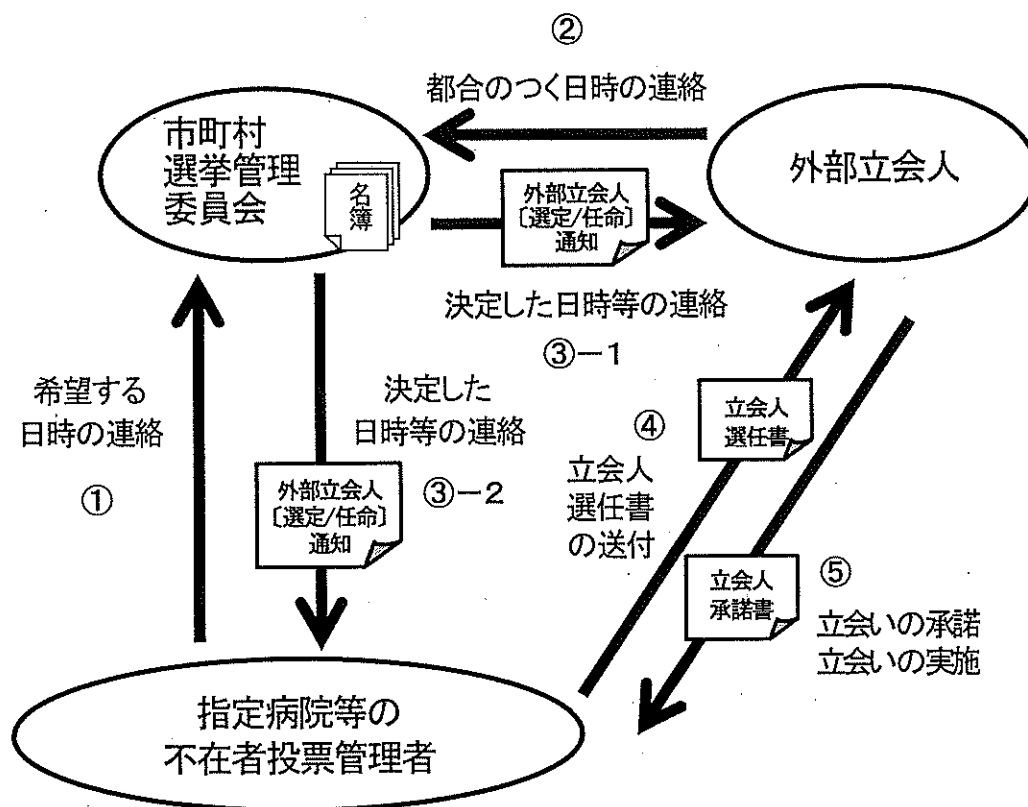 ②
都合のつく日時の連絡
市町村
選挙管理
委員会
名
簿
外部立会人
外部立会人
〔選定/任命〕
通知
決定した日時等の連絡
③－1
希望する
日時の連絡
①
決定した
日時等の連絡
③－2
外部立会人
〔選定/任命〕
通知
④
立会人
選任書
の送付
立会人
選任書
立会人
承諾書
⑤
立会いの承諾
立会いの実施
指定病院等の
不在者投票管理者